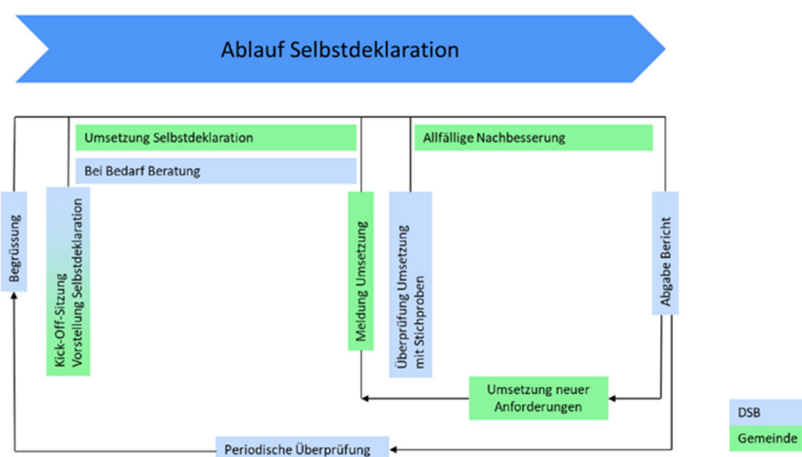 Ablauf Selbstdeklaration
Umsetzung Selbstdeklaration
Allfällige Nachbesserung
Bei Bedarf Beratung
Begrüssung
Kick-Off-Sitzung
Vorstellung Selbstdeklaration
Meldung Umsetzung
Überprüfung Umsetzung
mit Stichproben
Abgabe Bericht
Umsetzung neuer
Anforderungen
Periodische Überprüfung
DSB
Gemeinde